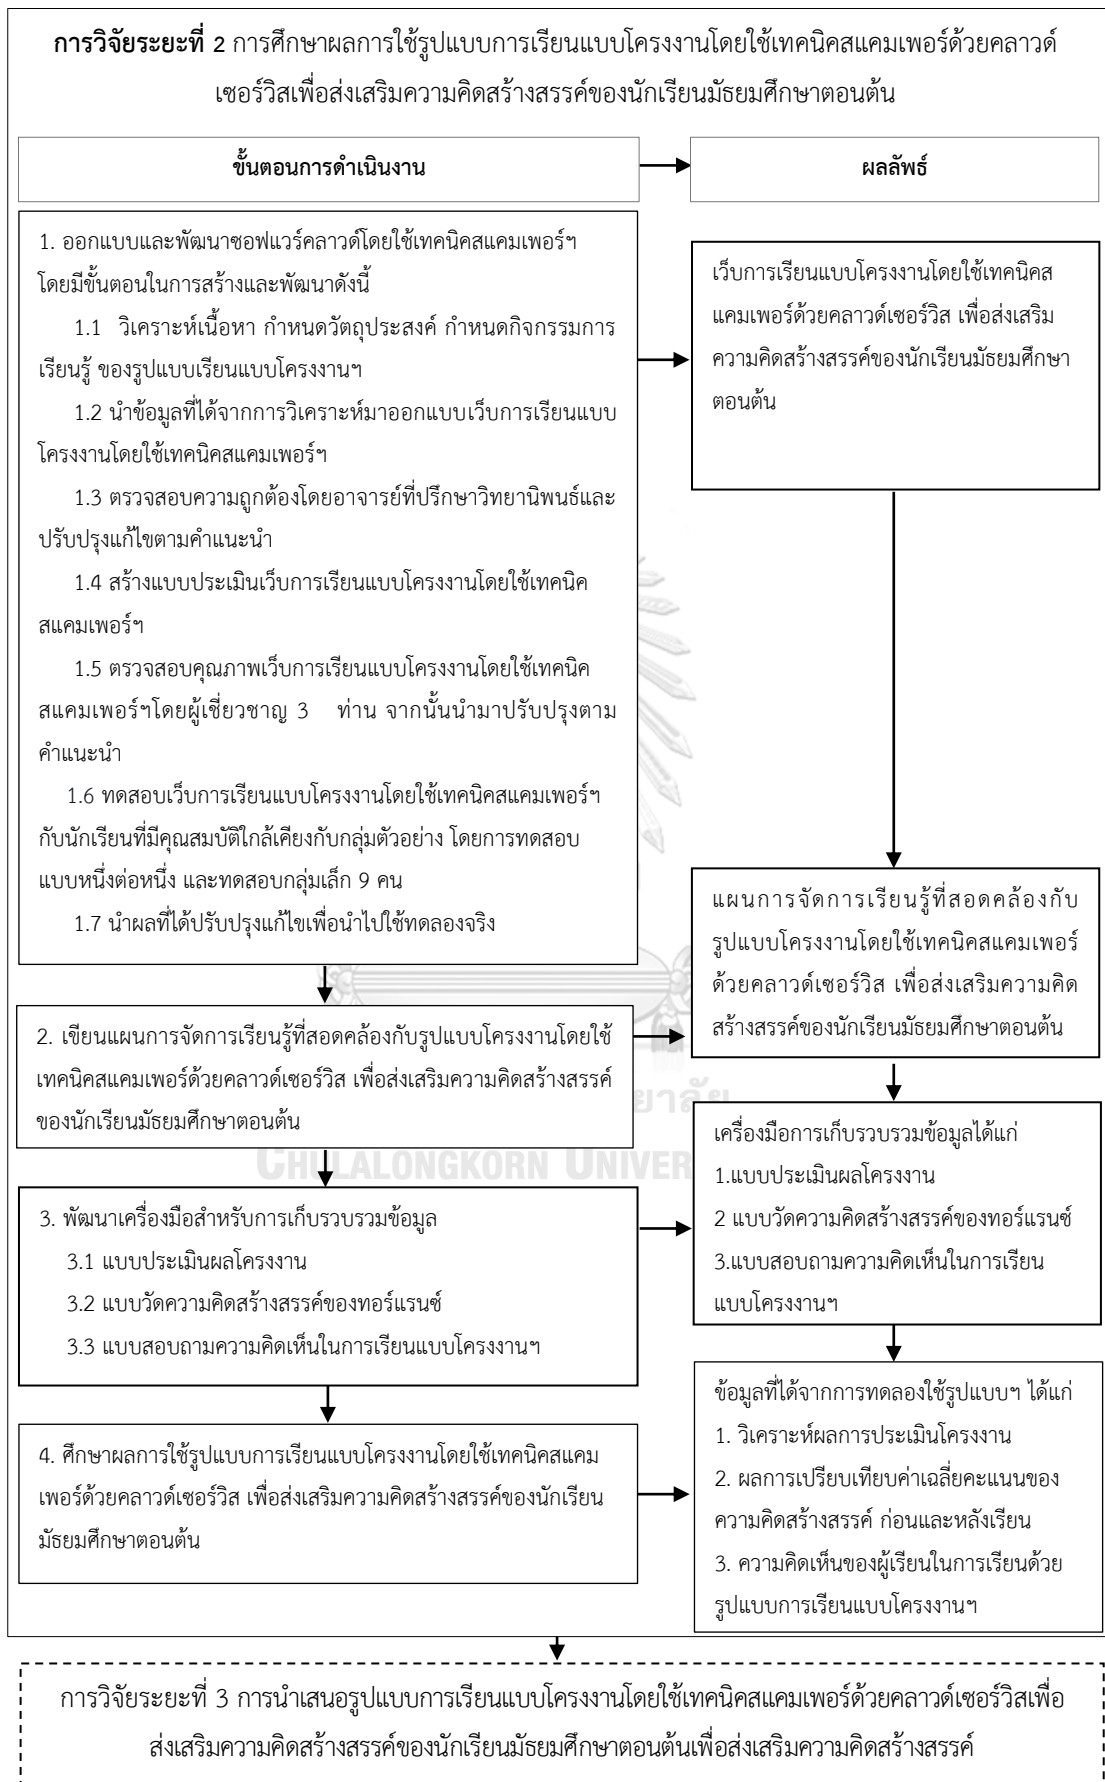 การวิจัยระยะที่ 2 การศึกษาผลการใช้รูปแบบการเรียนแบบโครงงานโดยใช้เทคนิคสแคมเพอร์ด้วยคลาวด์
เซอร์วิสเพื่อส่งเสริมความคิดสร้างสรรค์ของนักเรียนมัธยมศึกษาตอนต้น
ขั้นตอนการดำเนินงาน
ผลลัพธ์
1. ออกแบบและพัฒนาซอฟแวร์คลาวด์โดยใช้เทคนิคสแคมเพอร์ฯ
โดยมีขั้นตอนในการสร้างและพัฒนาดังนี้
1.1 วิเคราะห์เนื้อหา กำหนดวัตถุประสงค์ กำหนดกิจกรรมการ
เรียนรู้ ของรูปแบบเรียนแบบโครงงานฯ
1.2 นำข้อมูลที่ได้จากการวิเคราะห์มาออกแบบเว็บการเรียนแบบ
โครงงานโดยใช้เทคนิคสแคมเพอร์ฯ
1.3 ตรวจสอบความถูกต้องโดยอาจารย์ที่ปรึกษาวิทยานิพนธ์และ
ปรับปรุงแก้ไขตามคำแนะนำ
1.4 สร้างแบบประเมินเว็บการเรียนแบบโครงงานโดยใช้เทคนิค
สแคมเพอร์ฯ
1.5 ตรวจสอบคุณภาพเว็บการเรียนแบบโครงงานโดยใช้เทคนิค
สแคมเพอร์ฯโดยผู้เชี่ยวชาญ 3 ท่าน จากนั้นนำมาปรับปรุงตาม
คำแนะนำ
1.6 ทดสอบเว็บการเรียนแบบโครงงานโดยใช้เทคนิคสแคมเพอร์ฯ
กับนักเรียนที่มีคุณสมบัติใกล้เคียงกับกลุ่มตัวอย่าง โดยการทดสอบ
แบบหนึ่งต่อหนึ่ง และทดสอบกลุ่มเล็ก 9 คน
1.7 นำผลที่ได้ปรับปรุงแก้ไขเพื่อนำไปใช้ทดลองจริง
เว็บการเรียนแบบโครงงานโดยใช้เทคนิคส
แคมเพอร์ด้วยคลาวด์เซอร์วิส เพื่อส่งเสริม
ความคิดสร้างสรรค์ของนักเรียนมัธยมศึกษา
ตอนต้น
2. เขียนแผนการจัดการเรียนรู้ที่สอดคล้องกับรูปแบบโครงงานโดยใช้
เทคนิคสแคมเพอร์ด้วยคลาวด์เซอร์วิส เพื่อส่งเสริมความคิดสร้างสรรค์
ของนักเรียนมัธยมศึกษาตอนต้น
แผนการจัดการเรียนรู้ที่สอดคล้องกับ
รูปแบบโครงงานโดยใช้เทคนิคสแคมเพอร์
ด้วยคลาวด์เซอร์วิส เพื่อส่งเสริมความคิด
สร้างสรรค์ของนักเรียนมัธยมศึกษาตอนต้น
ยาลัย
CHULALONGKORN UNIVER
3. พัฒนาเครื่องมือสำหรับการเก็บรวบรวมข้อมูล
3.1 แบบประเมินผลโครงงาน
3.2 แบบวัดความคิดสร้างสรรค์ของทอร์แรนซ์
3.3 แบบสอบถามความคิดเห็นในการเรียนแบบโครงงานฯ
เครื่องมือการเก็บรวบรวมข้อมูลได้แก่
1.แบบประเมินผลโครงงาน
2 แบบวัดความคิดสร้างสรรค์ของทอร์แรนซ์
3.แบบสอบถามความคิดเห็นในการเรียน
แบบโครงงานฯ
4. ศึกษาผลการใช้รูปแบบการเรียนแบบโครงงานโดยใช้เทคนิคสแคม
เพอร์ด้วยคลาวด์เซอร์วิส เพื่อส่งเสริมความคิดสร้างสรรค์ของนักเรียน
มัธยมศึกษาตอนต้น
ข้อมูลที่ได้จากการทดลองใช้รูปแบบฯ ได้แก่
1. วิเคราะห์ผลการประเมินโครงงาน
2. ผลการเปรียบเทียบค่าเฉลี่ยคะแนนของ
ความคิดสร้างสรรค์ ก่อนและหลังเรียน
3. ความคิดเห็นของผู้เรียนในการเรียนด้วย
รูปแบบการเรียนแบบโครงงานฯ
การวิจัยระยะที่ 3 การนำเสนอรูปแบบการเรียนแบบโครงงานโดยใช้เทคนิคสแคมเพอร์ด้วยคลาวด์เซอร์วิสเพื่อ
ส่งเสริมความคิดสร้างสรรค์ของนักเรียนมัธยมศึกษาตอนต้นเพื่อส่งเสริมความคิดสร้างสรรค์